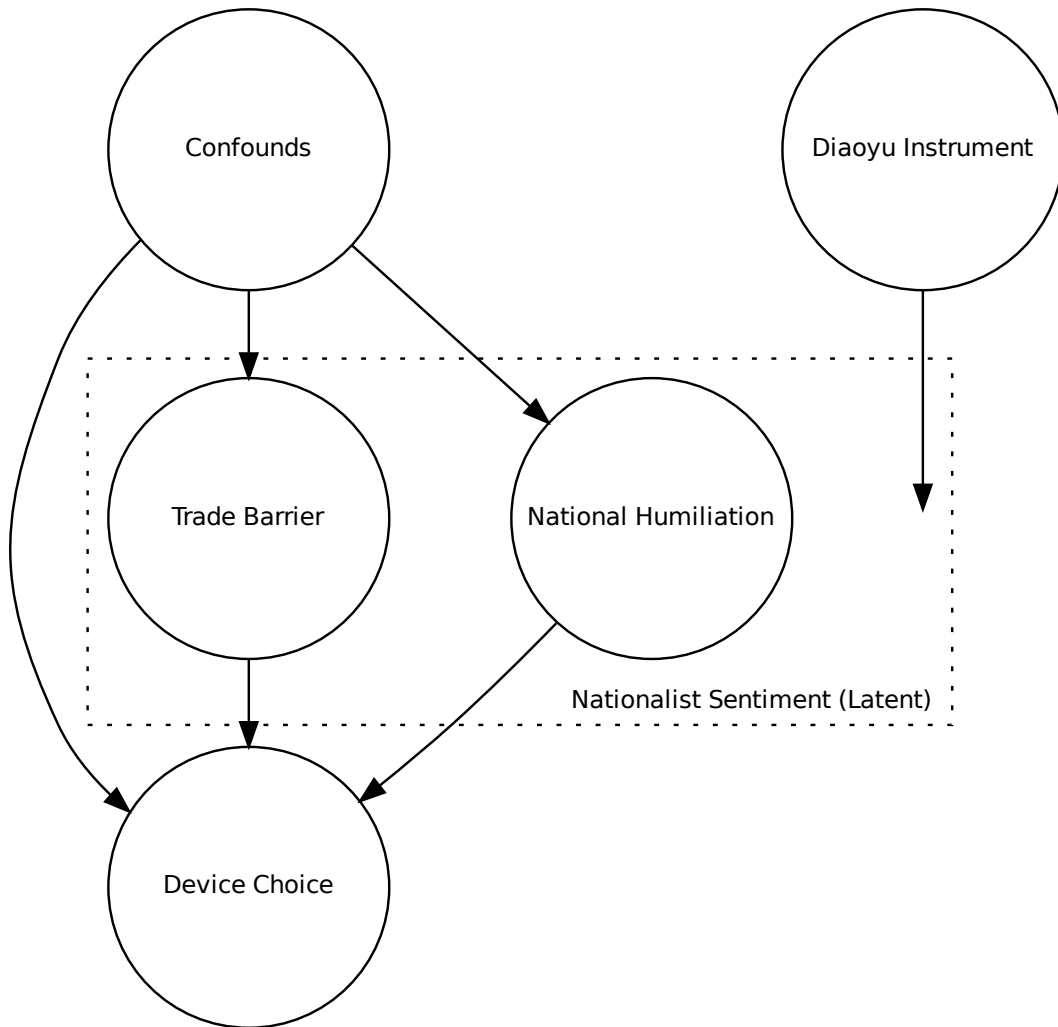 Confounds
Diaoyu Instrument
Trade Barrier
National Humiliation
Nationalist Sentiment (Latent)
Device Choice